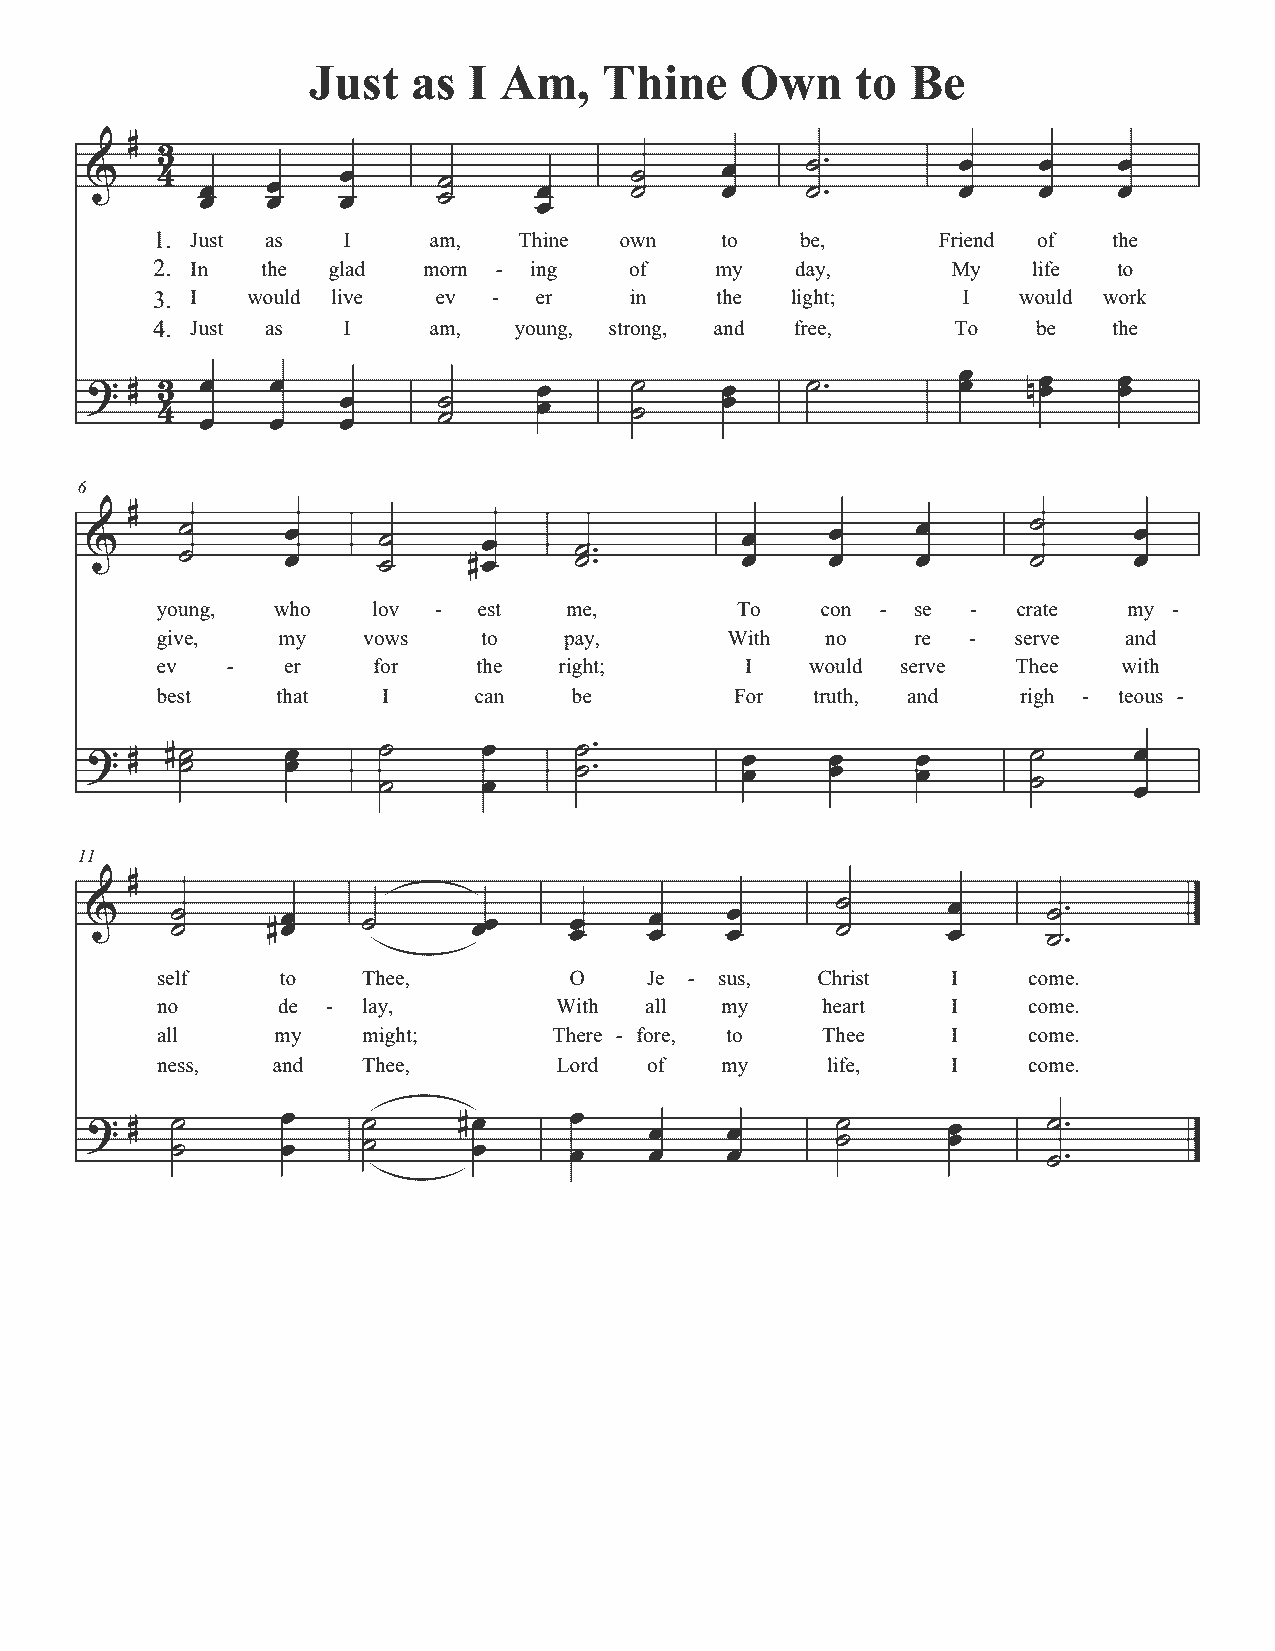 Just as I Am, Thine Own to Be
3
4
1. Just as I am, Thine own to be, Friend of the
2. In the glad morn - ing of my day, My life to
3. I would live ev - er in the light; I would work
4. Just as I am, young, strong, and free, To be the
3
4
6
young, who lov - est me, To con - se - crate my -
give, my vows to pay, With no re - serve and
ev - er for the right; I would serve Thee with
best that I can be For truth, and righ - teous -
11
self to Thee, O Je - sus, Christ I come.
no de - lay, With all my heart I come.
all my might; There - fore, to Thee I come.
ness, and Thee, Lord of my life, I come.